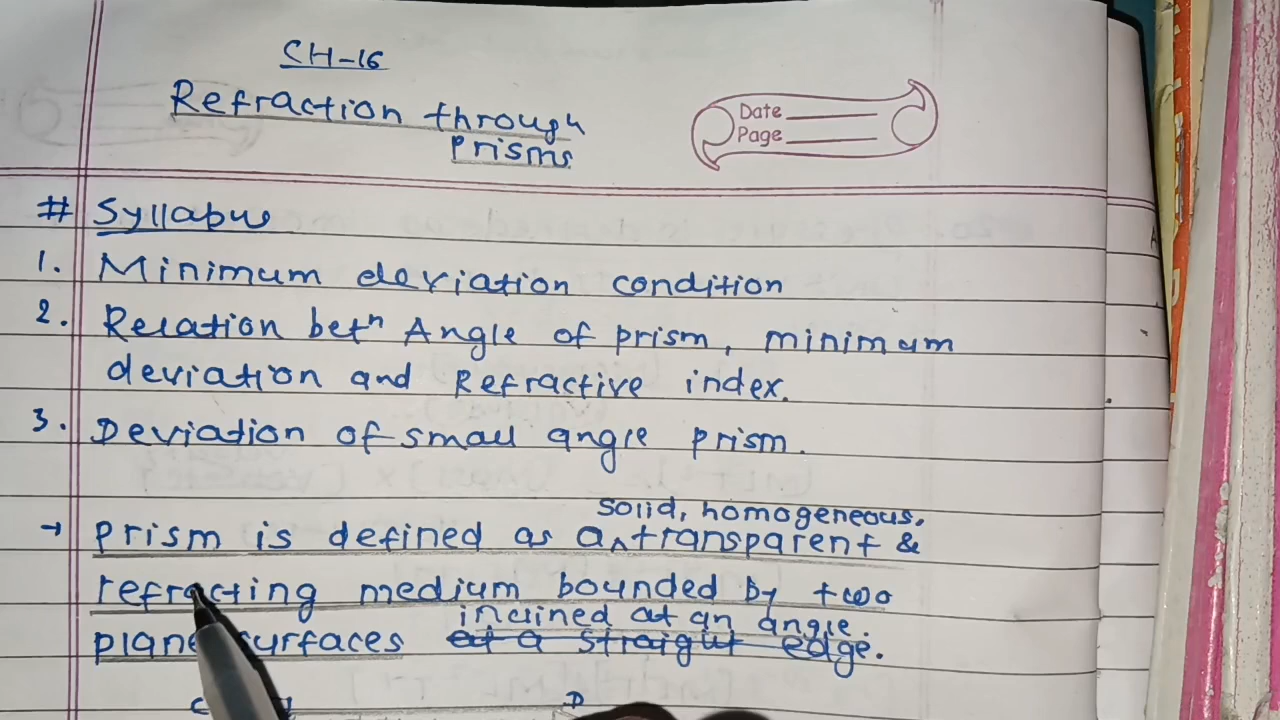 CH-16
Refraction through
prisms
Date
Page
# Syllabus
1. Minimum deviation condition
2. Relation betⁿ Angle of prism, minimum
deviation and Refractive index.
3. Deviation of small angle prism.
solid, homogeneous,
→ prism is defined as a ^ transparent &
refracting medium bounded by two
inclined at an angle.
plane surfaces at a straight edge.
C D